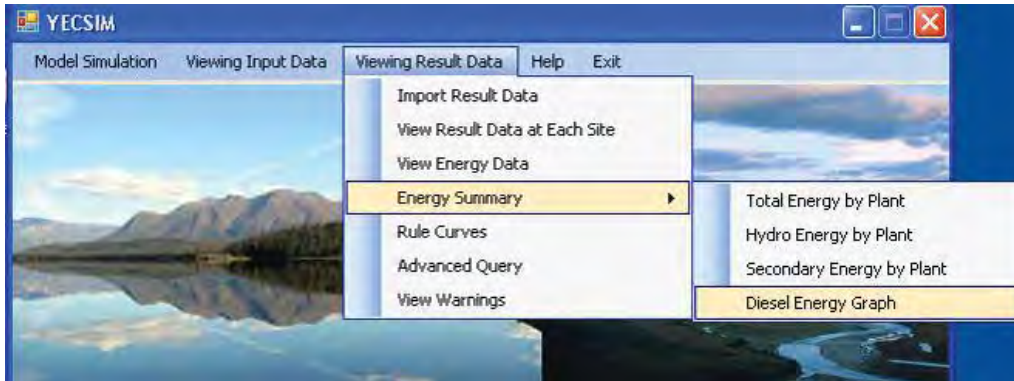 YECSIM
Model Simulation Viewing Input Data Viewing Result Data Help Exit
Import Result Data
View Result Data at Each Site
View Energy Data
Energy Summary
Rule Curves
Advanced Query
View Warnings
Total Energy by Plant
Hydro Energy by Plant
Secondary Energy by Plant
Diesel Energy Graph